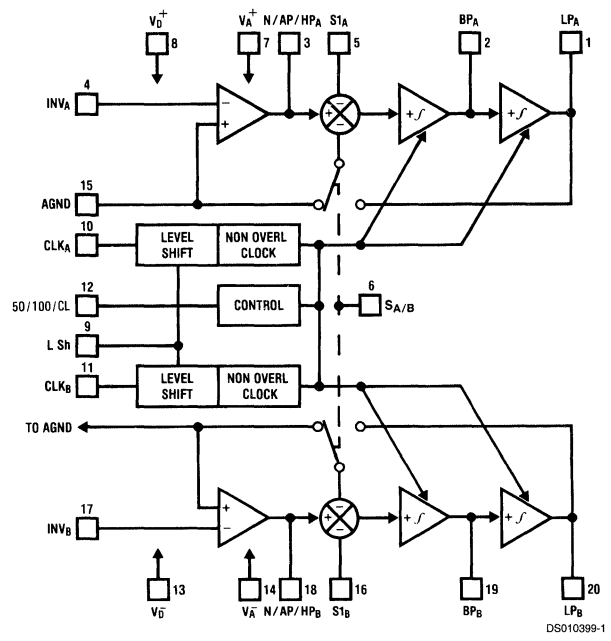 V_D^+
V_A^+ N/AP/HP_A S1_A
BP_A
LP_A
8
7
3
5
2
1
4
INV_A
−
+
+ − −
+∫
+∫
15
AGND
10
CLK_A
LEVEL
SHIFT
NON OVERL
CLOCK
12
50/100/CL
CONTROL
6
S_A/B
9
L Sh
11
CLK_B
LEVEL
SHIFT
NON OVERL
CLOCK
TO AGND
17
INV_B
+
−
+ − −
+∫
+∫
13
14
18
16
19
20
V_D^-
V_A^- N/AP/HP_B
S1_B
BP_B
LP_B
DS010399-1